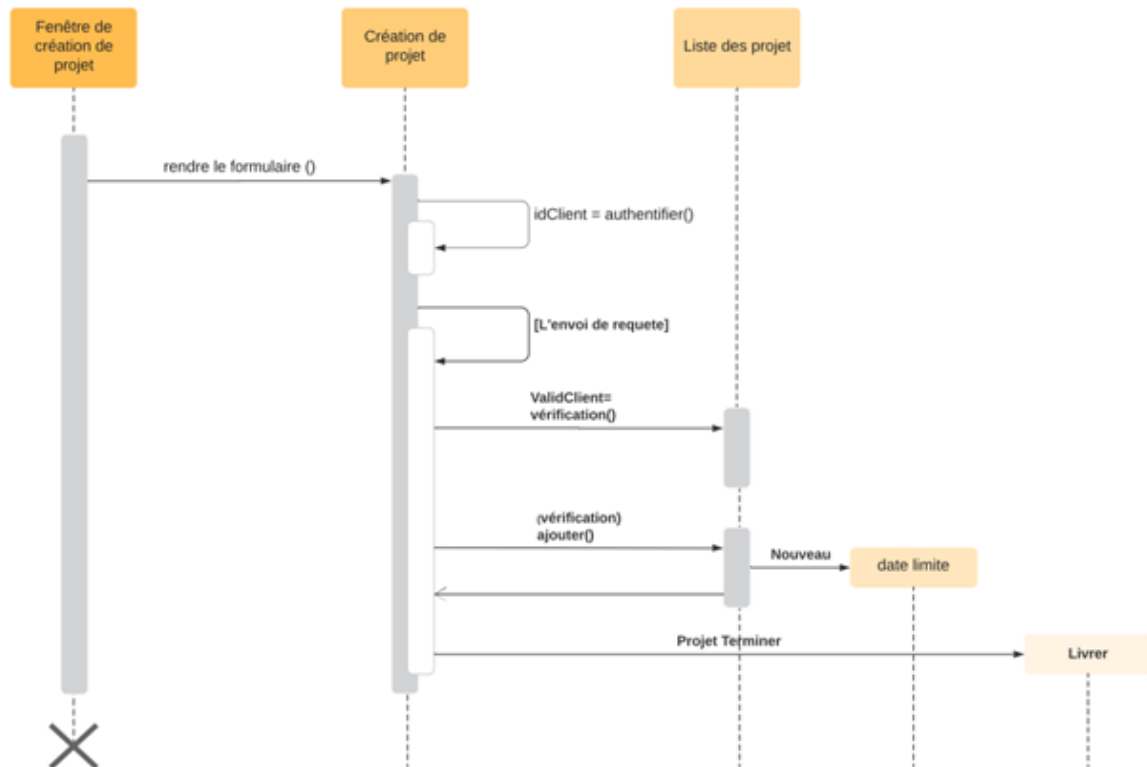 Fenêtre de
création de
projet
Création de
projet
Liste des projet
rendre le formulaire ()
idClient = authentifier()
[L'envoi de requete]
ValidClient=
vérification()
(vérification)
ajouter()
Nouveau
date limite
Projet Terminer
Livrer